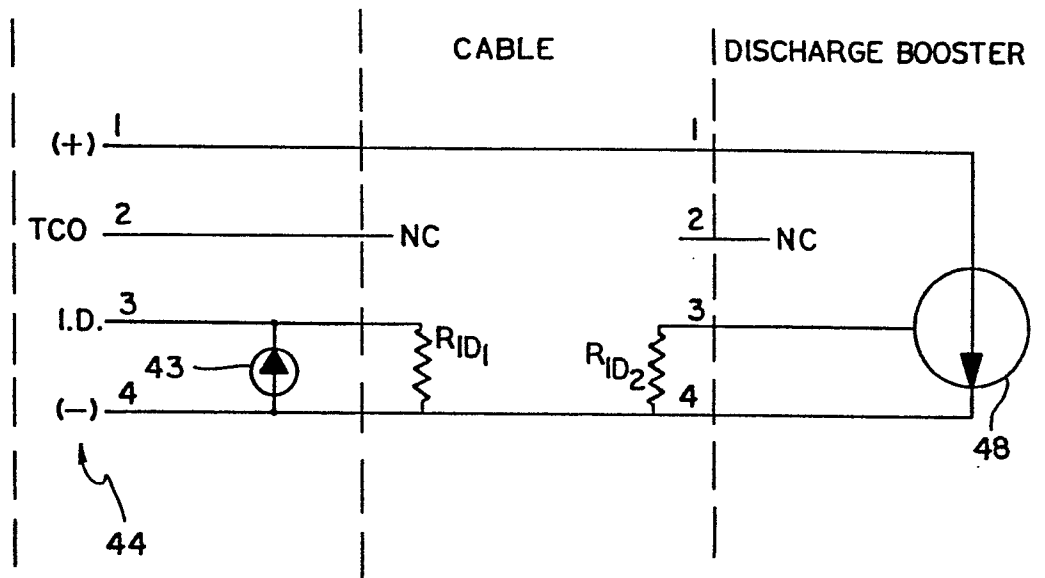 CABLE
DISCHARGE BOOSTER
(+) 1 1
TCO 2 NC 2 NC
I.D. 3 3
43 RID1 RID2
(-) 4 4
48
44